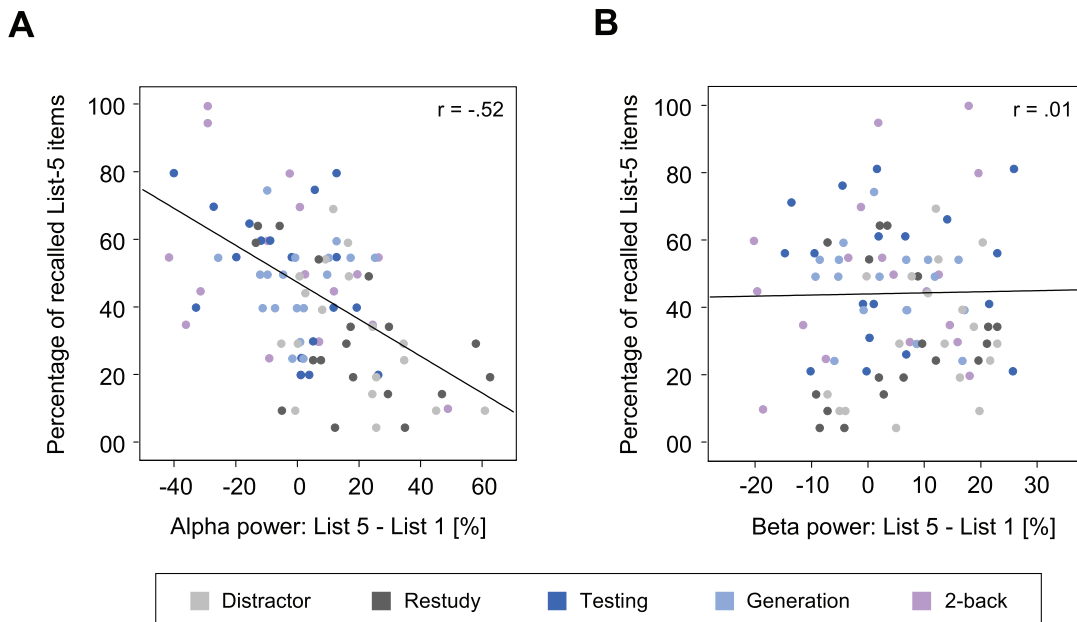 A
B
r = -.52
r = .01
Percentage of recalled List-5 items
100
80
60
40
20
00
-40 -20 0 20 40 60
Alpha power: List 5 - List 1 [%]
Percentage of recalled List-5 items
100
80
60
40
20
00
-20 -10 0 10 20 30
Beta power: List 5 - List 1 [%]
Distractor Restudy Testing Generation 2-back